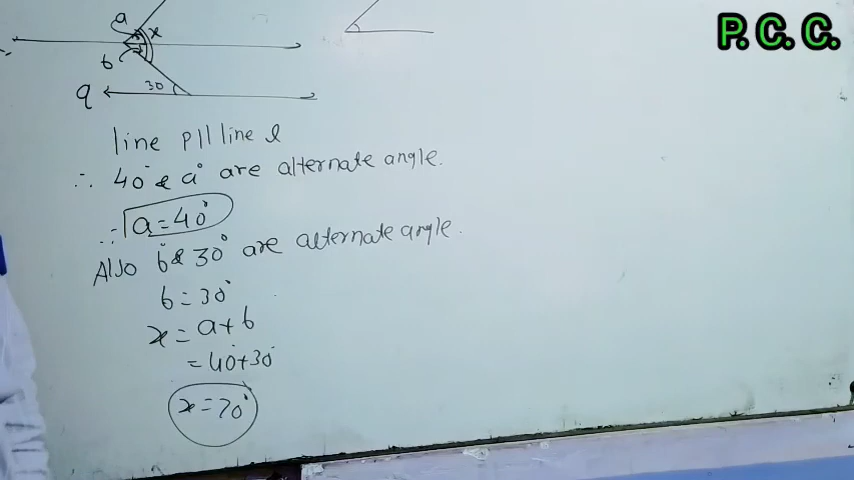 P. C. C.
a
x
b
30
q
line p || line l
∴ 40° & a° are alternate angle.
∴ a = 40°
Also b° & 30° are alternate angle.
b = 30°
x = a + b
= 40° + 30°
x = 70°